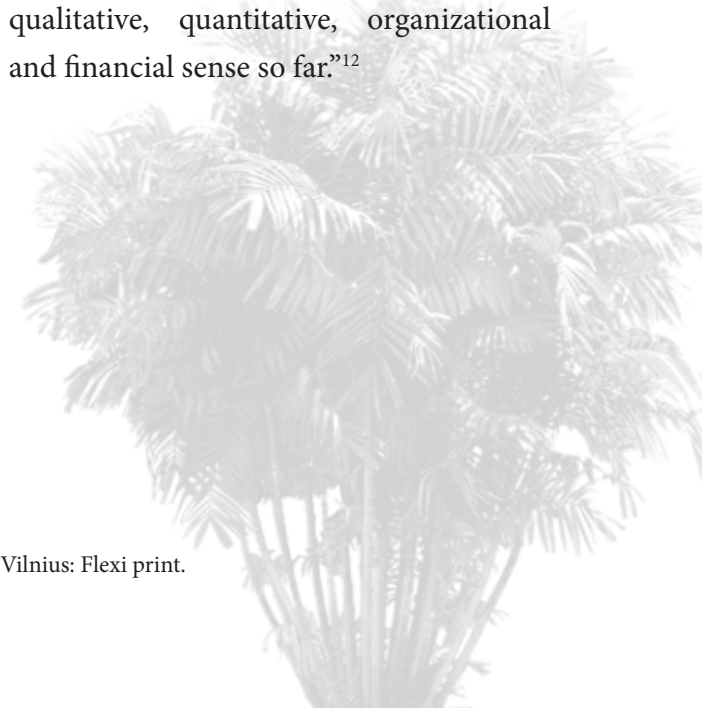 qualitative, quantitative, organizational
and financial sense so far.”12
Vilnius: Flexi print.